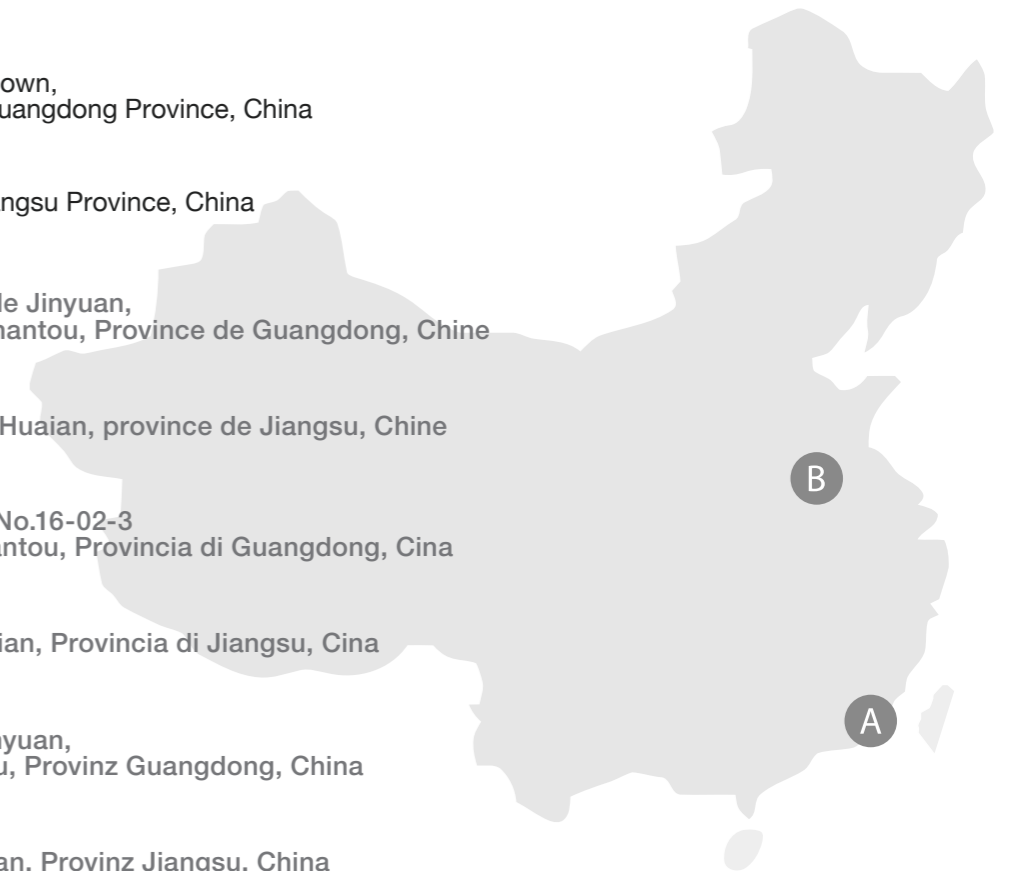 own,
uangdong Province, China
ngsu Province, China
le Jinyuan,
nantou, Province de Guangdong, Chine
Huaian, province de Jiangsu, Chine
B
No.16-02-3
antou, Provincia di Guangdong, Cina
ian, Provincia di Jiangsu, Cina
A
yuan,
u, Provinz Guangdong, China
an, Provinz Jiangsu, China